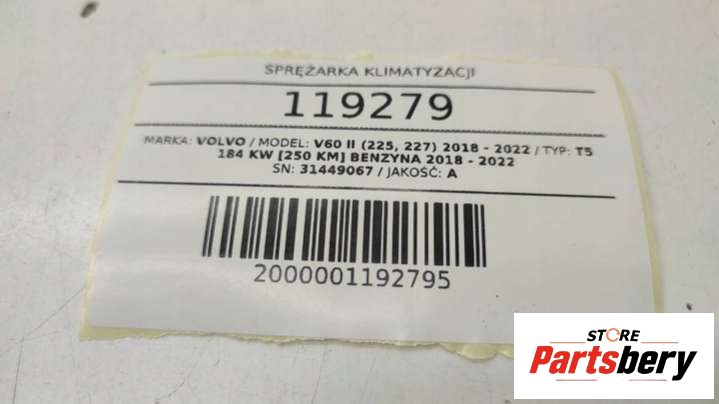 SPRĘŻARKA KLIMATYZACJI
119279
MARKA: VOLVO / MODEL: V60 II (225, 227) 2018 - 2022 / TYP: T5
184 KW [250 KM] BENZYNA 2018 - 2022
SN: 31449067 / JAKOŚĆ: A
2000001192795
STORE
Partsbery